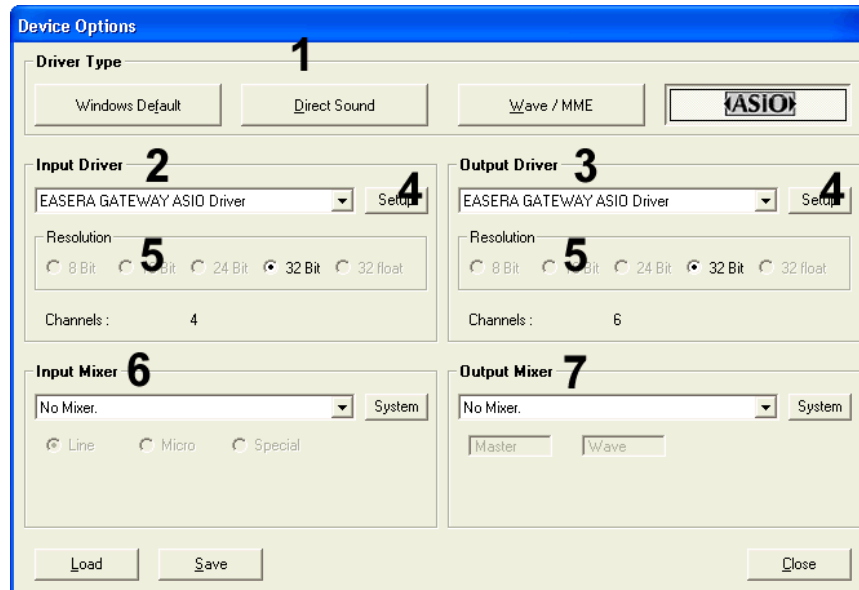 Device Options
1
Driver Type
Windows Default
Direct Sound
Wave / MME
ASIO
Input Driver 2
EASERA GATEWAY ASIO Driver
Setup 4
Resolution
5
8 Bit
Bit
24 Bit
32 Bit
32 float
Channels : 4
Output Driver 3
EASERA GATEWAY ASIO Driver
Setup 4
Resolution
5
8 Bit
Bit
24 Bit
32 Bit
32 float
Channels : 6
Input Mixer 6
No Mixer.
System
Line
Micro
Special
Output Mixer 7
No Mixer.
System
Master
Wave
Load
Save
Close